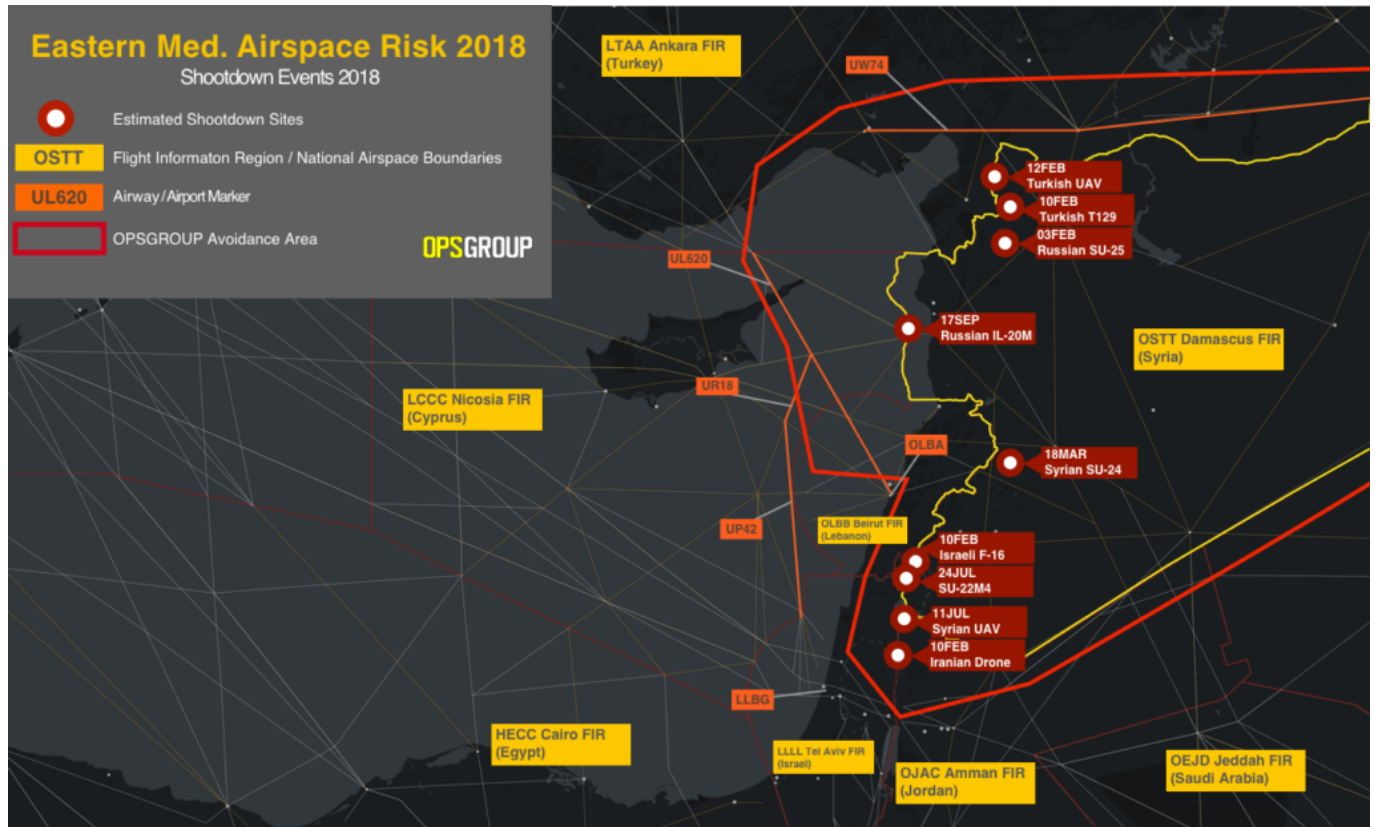 Eastern Med. Airspace Risk 2018
Shootdown Events 2018
Estimated Shootdown Sites
OSTT
Flight Informaton Region / National Airspace Boundaries
UL620
Airway/Airport Marker
OPSGROUP Avoidance Area
OPSGROUP
LTAA Ankara FIR
(Turkey)
UW74
12FEB
Turkish UAV
10FEB
Turkish T129
03FEB
Russian SU-25
UL620
17SEP
Russian IL-20M
OSTT Damascus FIR
(Syria)
UR18
LCCC Nicosia FIR
(Cyprus)
OLBA
18MAR
Syrian SU-24
UP42
OLBB Beirut FIR
(Lebanon)
10FEB
Israeli F-16
24JUL
SU-22M4
11JUL
Syrian UAV
10FEB
Iranian Drone
LLBG
HECC Cairo FIR
(Egypt)
LLLL Tel Aviv FIR
(Israel)
OJAC Amman FIR
(Jordan)
OEJD Jeddah FIR
(Saudi Arabia)